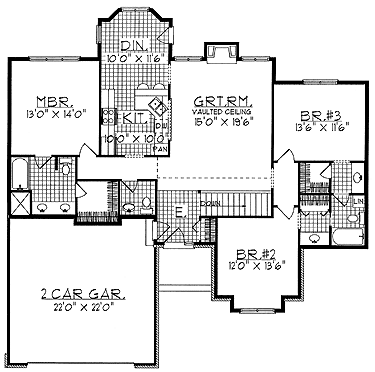 DIN.
10'0" X 11'6"
MBR.
13'0" X 14'0"
GRT.RM.
VAULTED CEILING
15'0" X 19'6"
BR.#3
13'6" X 11'6"
KIT.
10'0" X 10'0"
D.W.
PAN
LIN
E.
DOWN
BR.#2
12'0" X 13'6"
2 CAR GAR.
22'0" X 22'0"